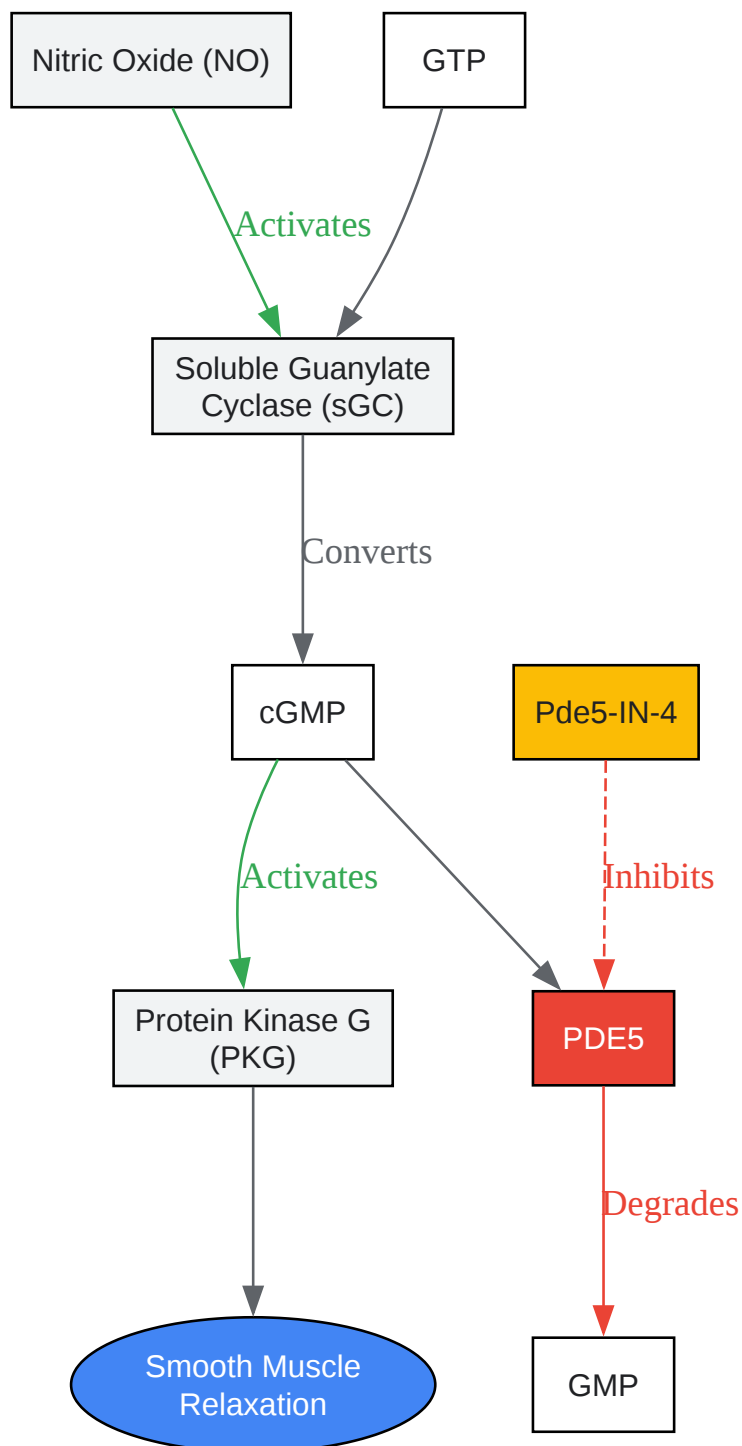 Nitric Oxide (NO)
GTP
Activates
Soluble Guanylate
Cyclase (sGC)
Converts
cGMP
Pde5-IN-4
Activates
Inhibits
Protein Kinase G
(PKG)
PDE5
Degrades
Smooth Muscle
Relaxation
GMP